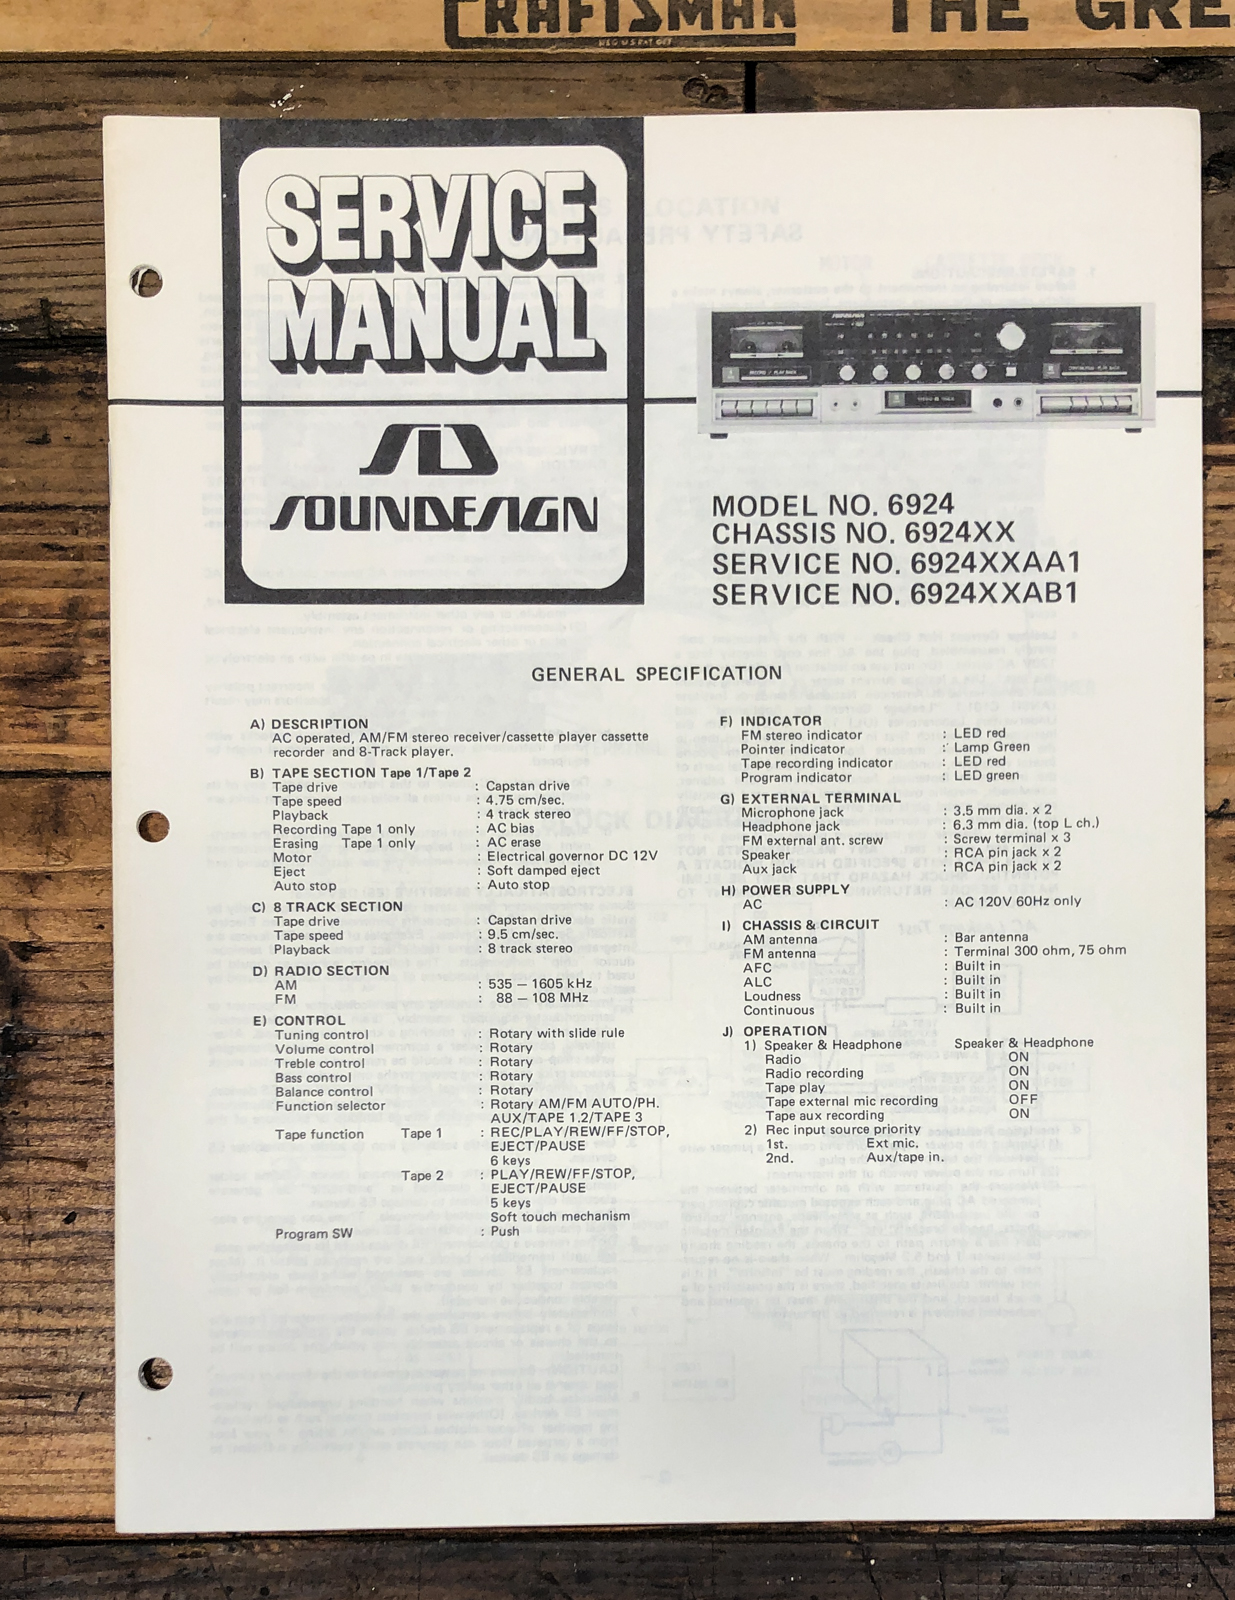 CRAFTSMAN THE GRE
REG U.S PAT OFF
SERVICE
MANUAL
SD
SOUNDESIGN
MODEL NO. 6924
CHASSIS NO. 6924XX
SERVICE NO. 6924XXAA1
SERVICE NO. 6924XXAB1
GENERAL SPECIFICATION
A) DESCRIPTION
AC operated, AM/FM stereo receiver/cassette player cassette
recorder and 8-Track player.
B) TAPE SECTION Tape 1/Tape 2
Tape drive : Capstan drive
Tape speed : 4.75 cm/sec.
Playback : 4 track stereo
Recording Tape 1 only : AC bias
Erasing Tape 1 only : AC erase
Motor : Electrical governor DC 12V
Eject : Soft damped eject
Auto stop : Auto stop
C) 8 TRACK SECTION
Tape drive : Capstan drive
Tape speed : 9.5 cm/sec.
Playback : 8 track stereo
D) RADIO SECTION
AM : 535 – 1605 kHz
FM : 88 – 108 MHz
E) CONTROL
Tuning control : Rotary with slide rule
Volume control : Rotary
Treble control : Rotary
Bass control : Rotary
Balance control : Rotary
Function selector : Rotary AM/FM AUTO/PH.
AUX/TAPE 1.2/TAPE 3
Tape function Tape 1 : REC/PLAY/REW/FF/STOP,
EJECT/PAUSE
6 keys
Tape 2 : PLAY/REW/FF/STOP,
EJECT/PAUSE
5 keys
Soft touch mechanism
Program SW : Push
F) INDICATOR
FM stereo indicator : LED red
Pointer indicator : Lamp Green
Tape recording indicator : LED red
Program indicator : LED green
G) EXTERNAL TERMINAL
Microphone jack : 3.5 mm dia. x 2
Headphone jack : 6.3 mm dia. (top L ch.)
FM external ant. screw : Screw terminal x 3
Speaker : RCA pin jack x 2
Aux jack : RCA pin jack x 2
H) POWER SUPPLY
AC : AC 120V 60Hz only
I) CHASSIS & CIRCUIT
AM antenna : Bar antenna
FM antenna : Terminal 300 ohm, 75 ohm
AFC : Built in
ALC : Built in
Loudness : Built in
Continuous : Built in
J) OPERATION
1) Speaker & Headphone Speaker & Headphone
Radio ON
Radio recording ON
Tape play ON
Tape external mic recording OFF
Tape aux recording ON
2) Rec input source priority
1st. Ext mic.
2nd. Aux/tape in.